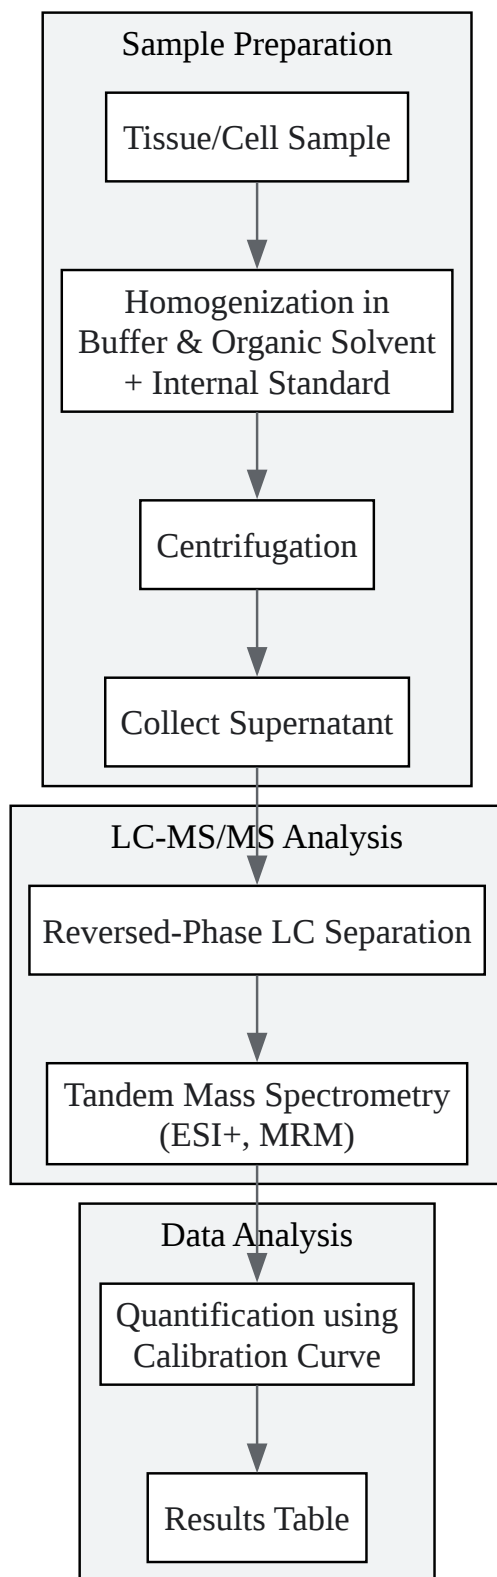 Sample Preparation
Tissue/Cell Sample
Homogenization in
Buffer & Organic Solvent
+ Internal Standard
Centrifugation
Collect Supernatant
LC-MS/MS Analysis
Reversed-Phase LC Separation
Tandem Mass Spectrometry
(ESI+, MRM)
Data Analysis
Quantification using
Calibration Curve
Results Table